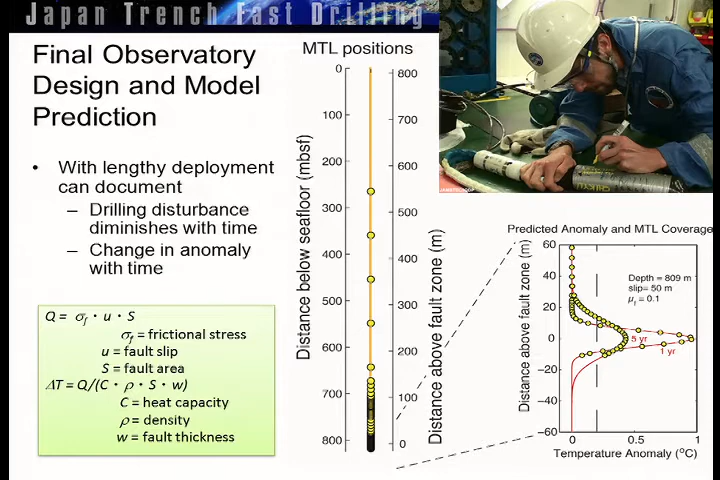 Japan Trench Fast Drilling
Final Observatory
Design and Model
Prediction
• With lengthy deployment
can document
– Drilling disturbance
diminishes with time
– Change in anomaly
with time
Q = σf · u · S
σf = frictional stress
u = fault slip
S = fault area
ΔT = Q/(C · ρ · S · w)
C = heat capacity
ρ = density
w = fault thickness
MTL positions
Distance below seafloor (mbsf)
0
100
200
300
400
500
600
700
800
800
700
600
500
400
300
200
100
0
Distance above fault zone (m)
Predicted Anomaly and MTL Coverage
Distance above fault zone (m)
60
40
20
0
−20
−40
−60
Depth = 809 m
slip= 50 m
μf = 0.1
5 yr
1 yr
0
0.5
1
Temperature Anomaly (°C)